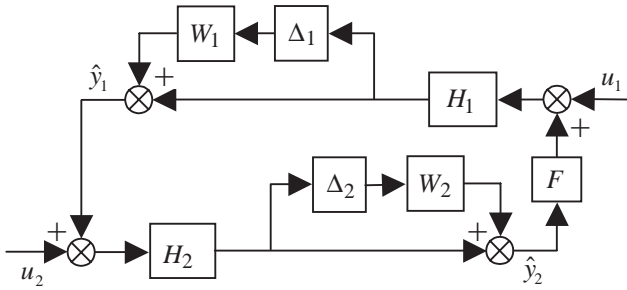 W₁
Δ₁
ŷ₁
+
H₁
u₁
+
F
Δ₂
W₂
+
u₂
H₂
+
ŷ₂